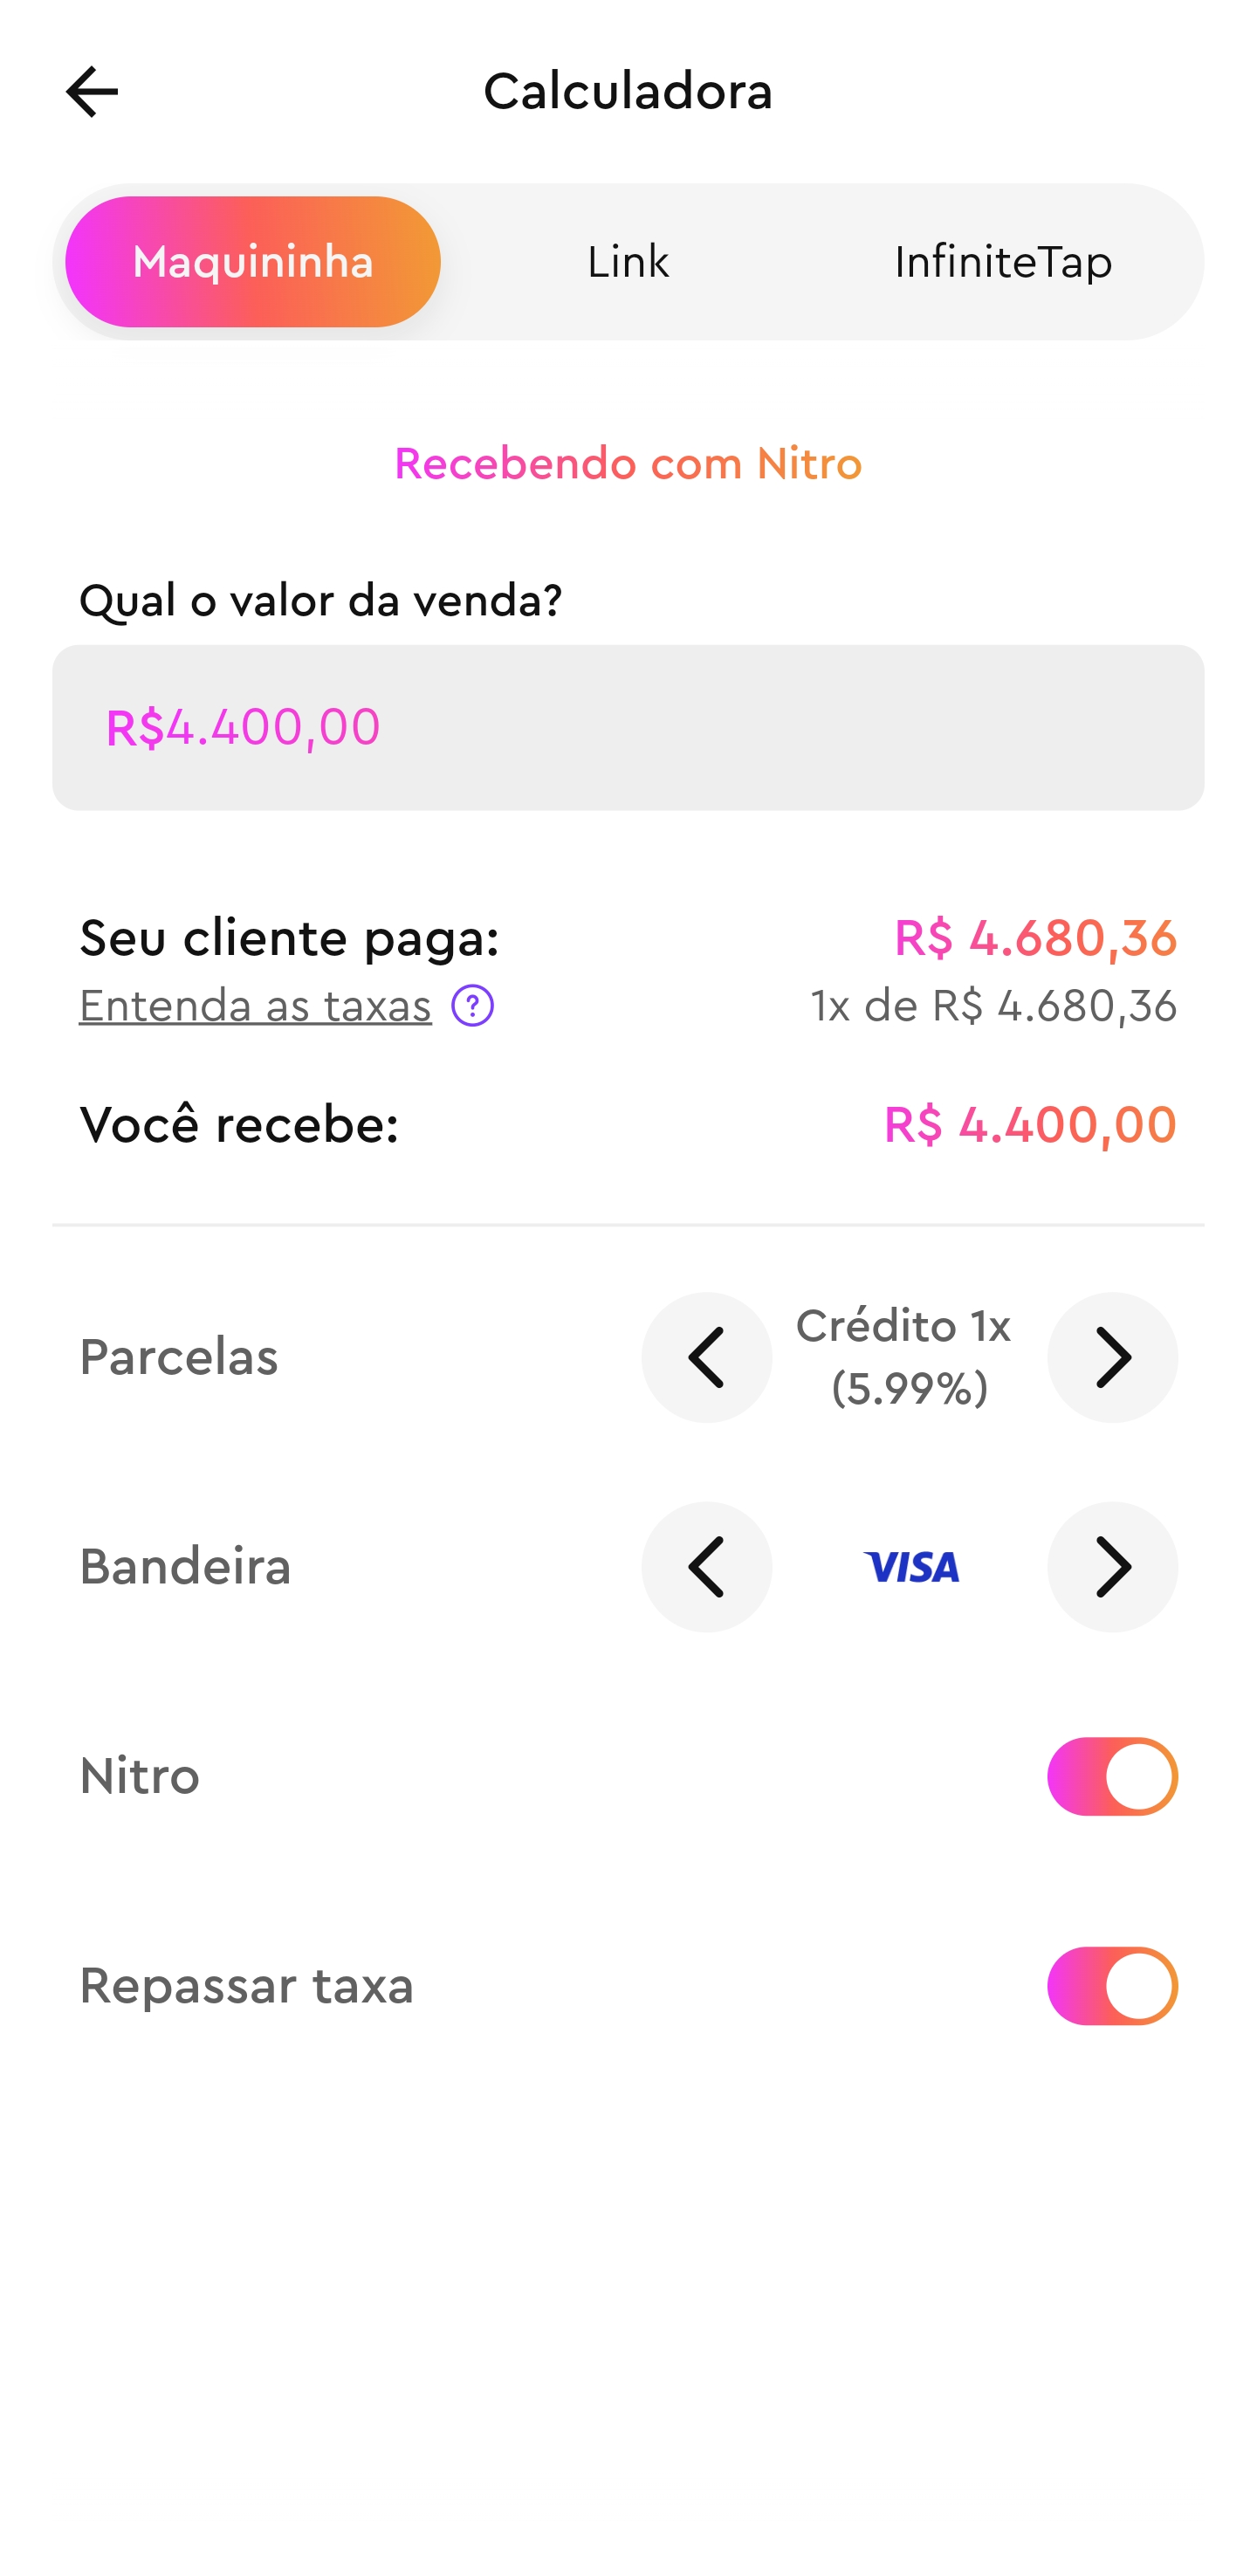 Calculadora
Maquininha Link InfiniteTap
Recebendo com Nitro
Qual o valor da venda?
R$4.400,00
Seu cliente paga: R$ 4.680,36
Entenda as taxas ? 1x de R$ 4.680,36
Você recebe: R$ 4.400,00
Parcelas Crédito 1x
(5.99%)
Bandeira VISA
Nitro
Repassar taxa